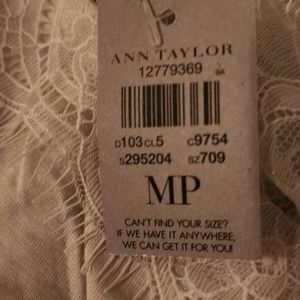 ANN TAYLOR
12779369
D103 CL5 C9754
S295204 SZ709
MP
CAN'T FIND YOUR SIZE?
IF WE HAVE IT ANYWHERE,
WE CAN GET IT FOR YOU!